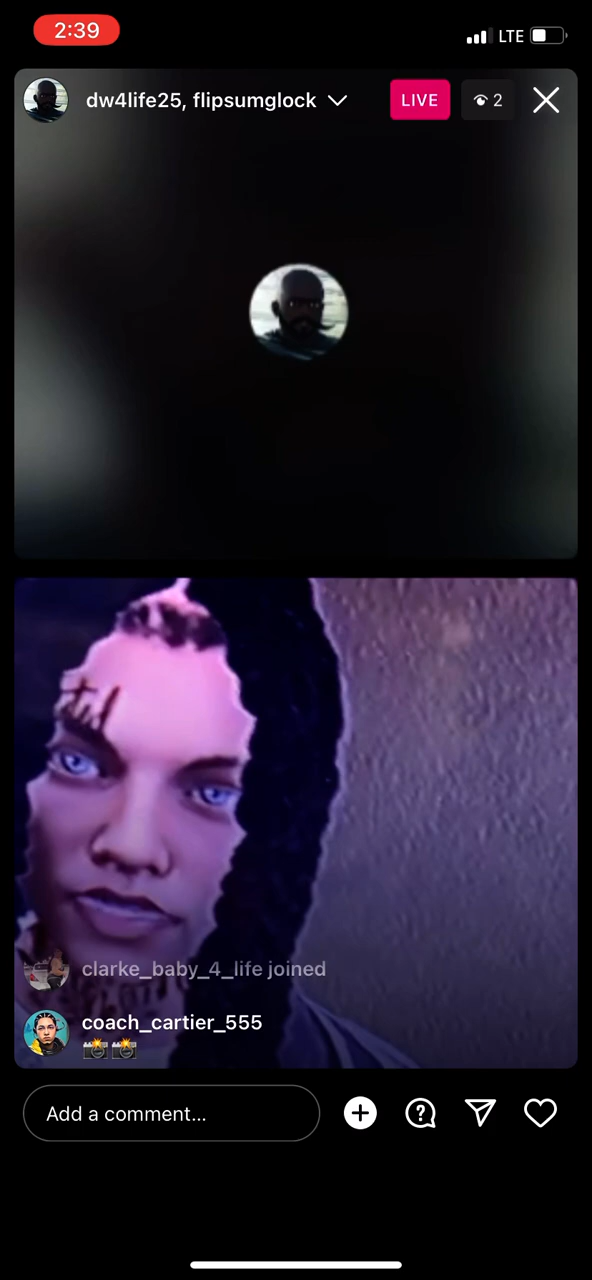 2:39
LTE
dw4life25, flipsumglock
LIVE
2
clarke_baby_4_life joined
coach_cartier_555
Add a comment...